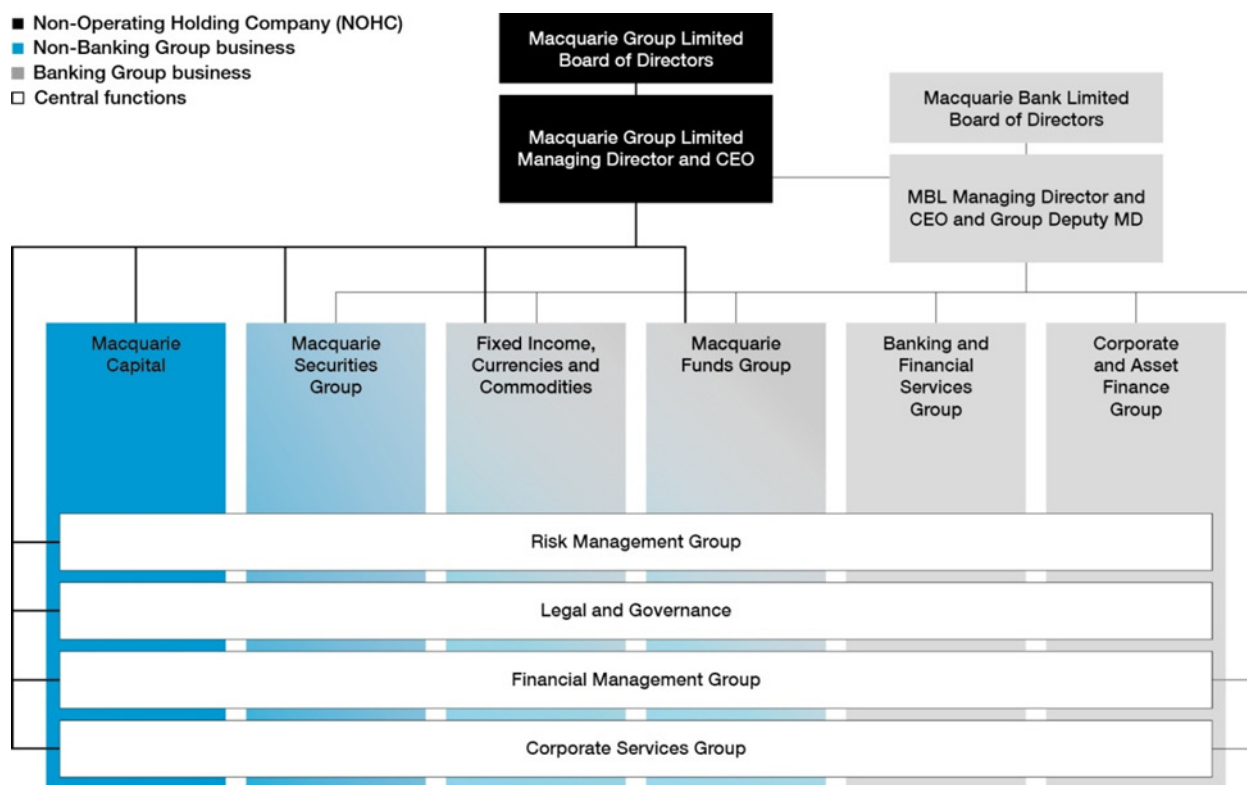 Non-Operating Holding Company (NOHC)
Non-Banking Group business
Banking Group business
Central functions
Macquarie Group Limited
Board of Directors
Macquarie Group Limited
Managing Director and CEO
Macquarie Bank Limited
Board of Directors
MBL Managing Director and
CEO and Group Deputy MD
Macquarie
Capital
Macquarie
Securities
Group
Fixed Income,
Currencies and
Commodities
Macquarie
Funds Group
Banking and
Financial
Services
Group
Corporate
and Asset
Finance
Group
Risk Management Group
Legal and Governance
Financial Management Group
Corporate Services Group